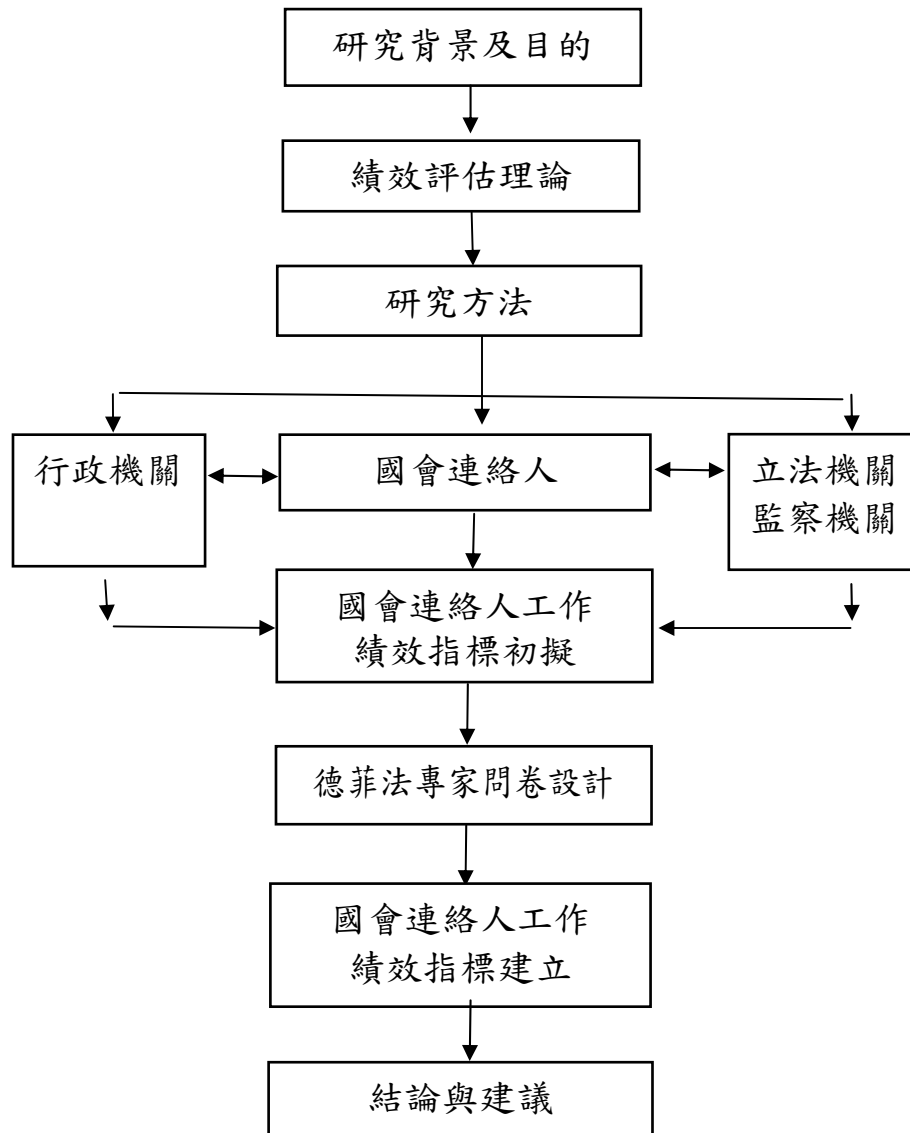 研究背景及目的
績效評估理論
研究方法
行政機關
國會連絡人
立法機關
監察機關
國會連絡人工作
績效指標初擬
德菲法專家問卷設計
國會連絡人工作
績效指標建立
結論與建議